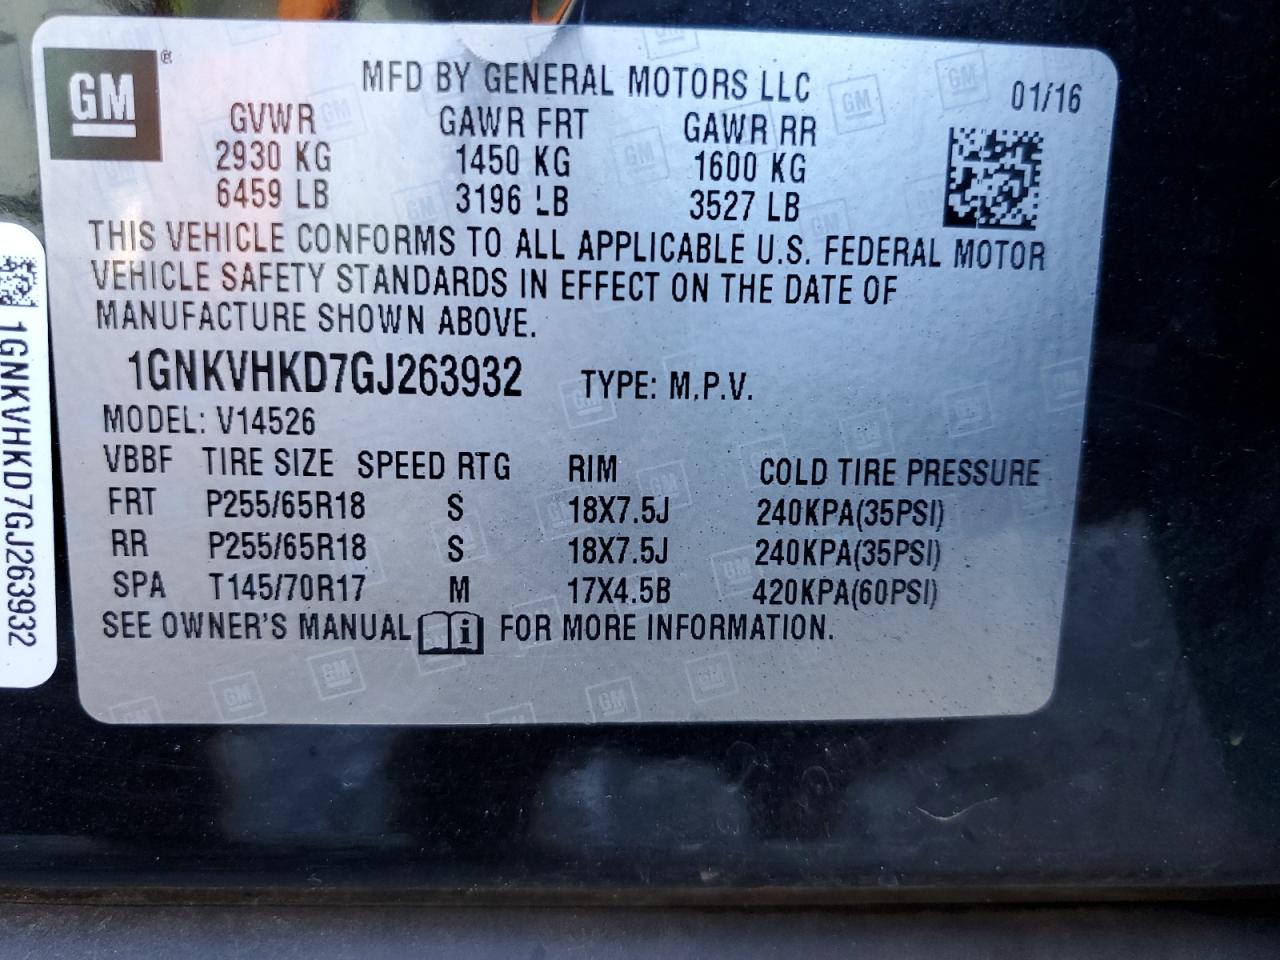 GM ®
MFD BY GENERAL MOTORS LLC 01/16
GVWR GAWR FRT GAWR RR
2930 KG 1450 KG 1600 KG
6459 LB 3196 LB 3527 LB
THIS VEHICLE CONFORMS TO ALL APPLICABLE U.S. FEDERAL MOTOR
VEHICLE SAFETY STANDARDS IN EFFECT ON THE DATE OF
MANUFACTURE SHOWN ABOVE.
1GNKVHKD7GJ263932 TYPE: M.P.V.
MODEL: V14526
VBBF TIRE SIZE SPEED RTG RIM COLD TIRE PRESSURE
FRT P255/65R18 S 18X7.5J 240KPA(35PSI)
RR P255/65R18 S 18X7.5J 240KPA(35PSI)
SPA T145/70R17 M 17X4.5B 420KPA(60PSI)
SEE OWNER'S MANUAL i FOR MORE INFORMATION.
1GNKVHKD7GJ263932